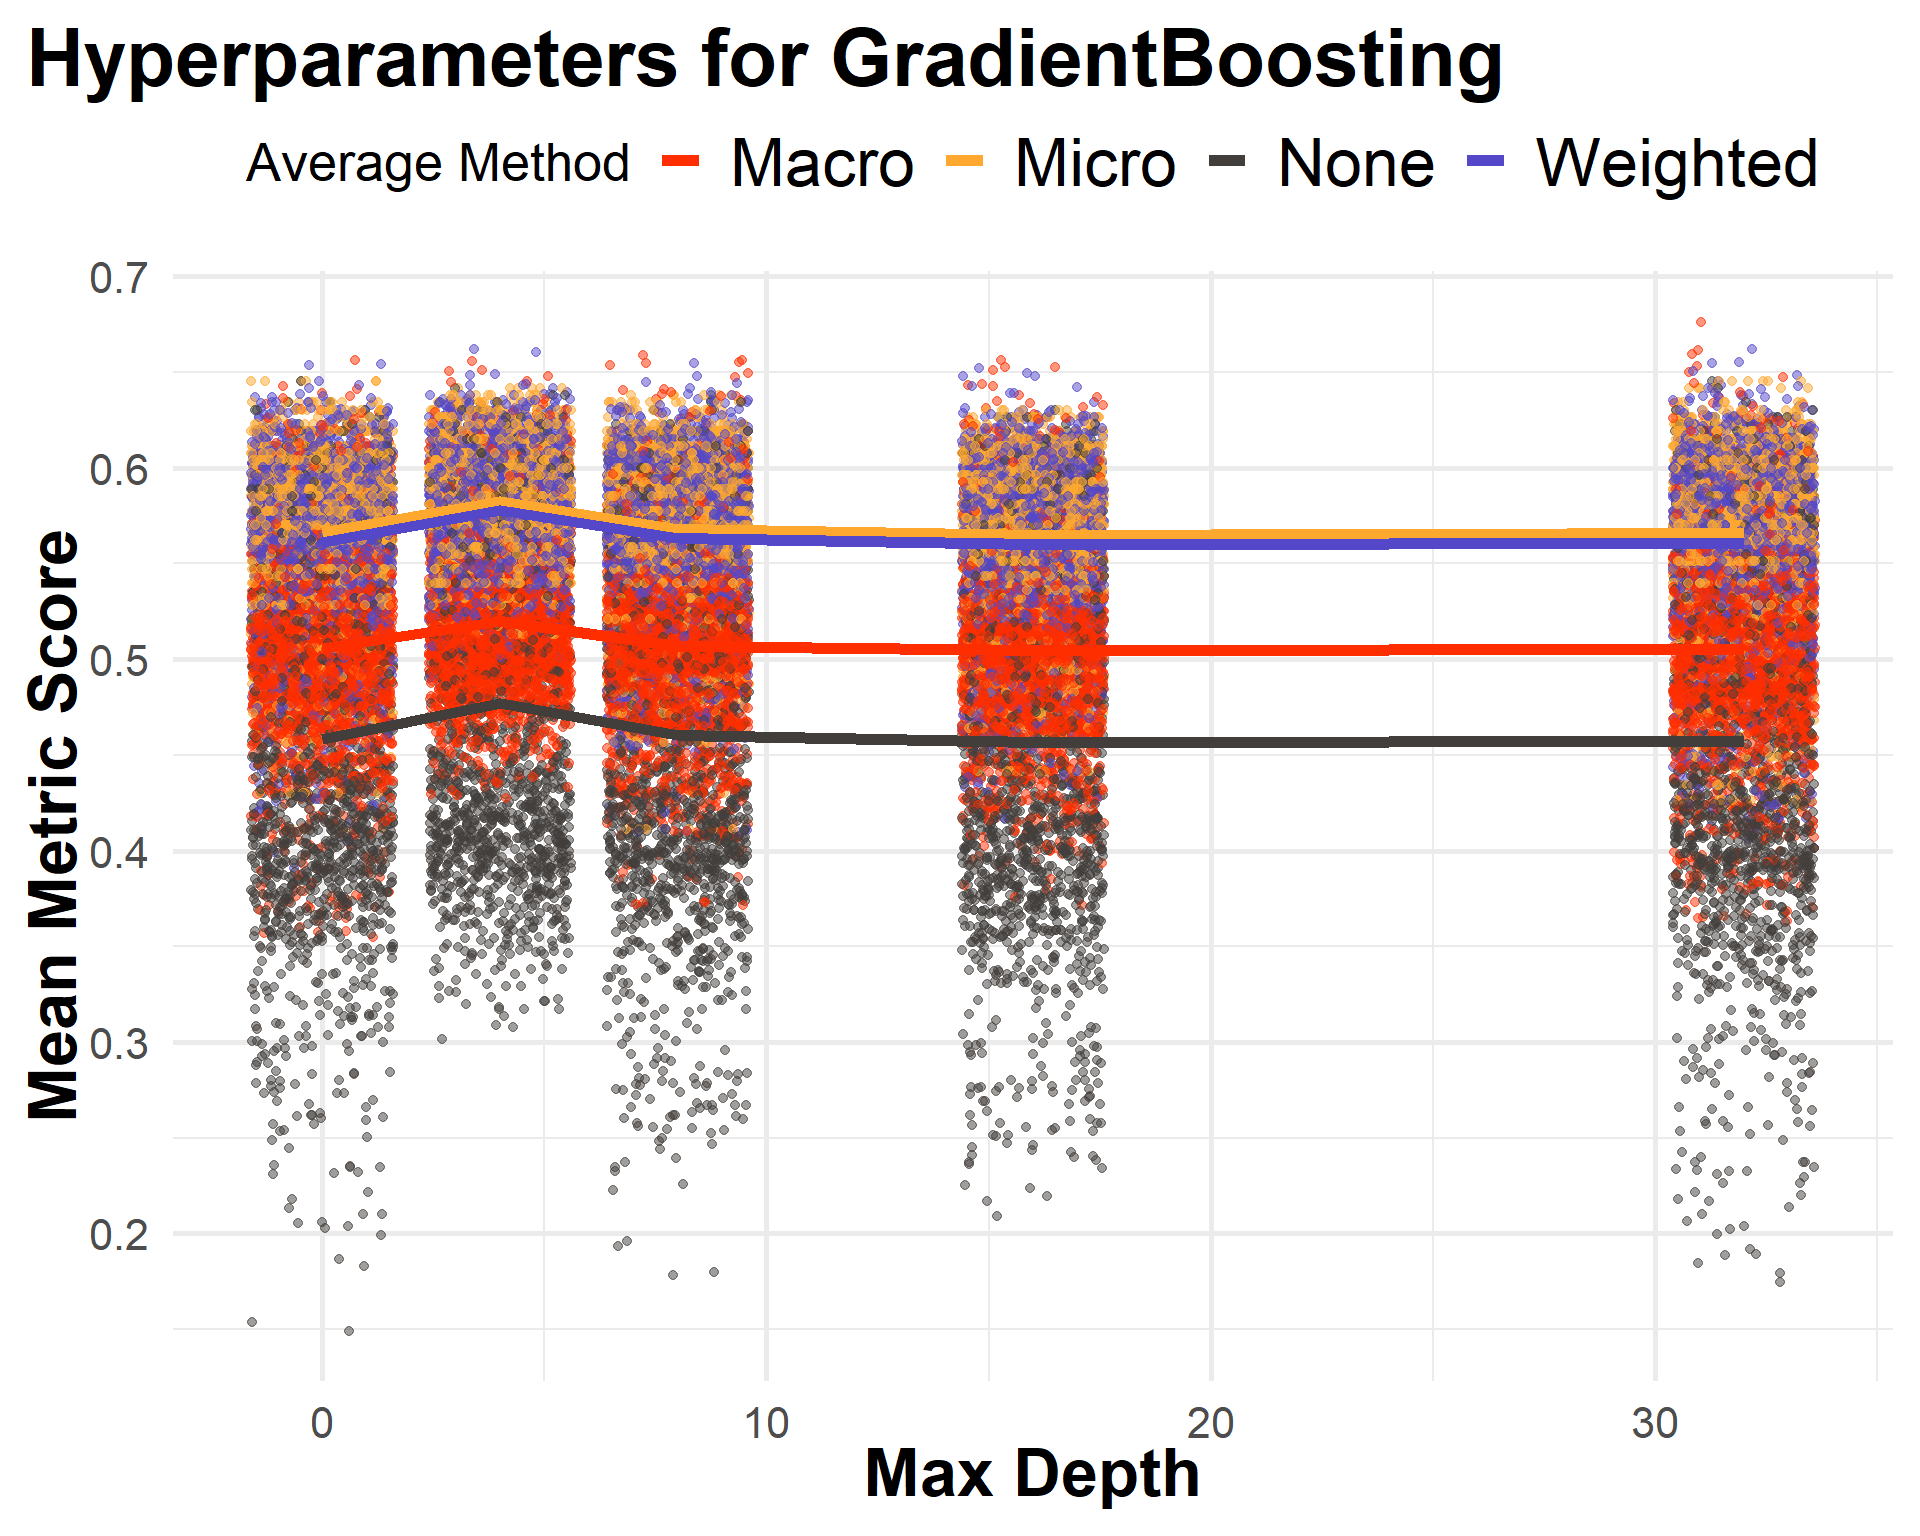 Hyperparameters for GradientBoosting
Average Method Macro Micro None Weighted
0.7
0.6
0.5
0.4
0.3
0.2
Mean Metric Score
0 10 20 30
Max Depth